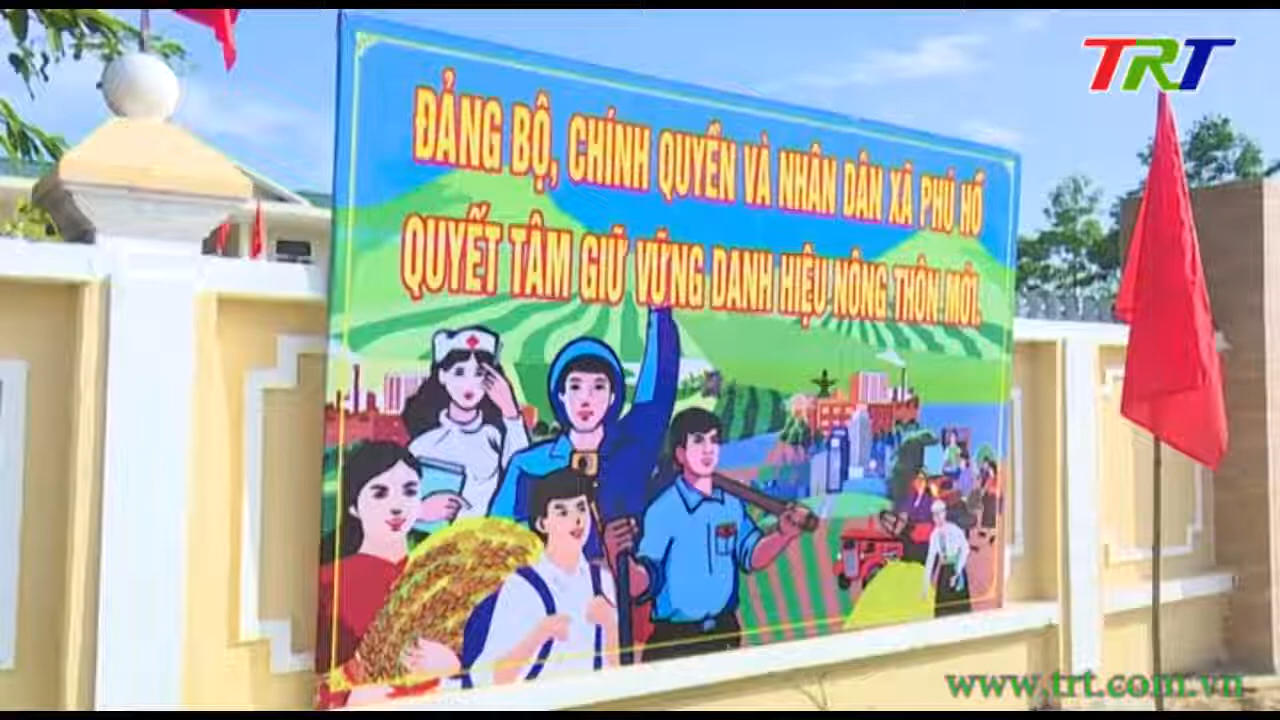 TRT
ĐẢNG BỘ, CHÍNH QUYỀN VÀ NHÂN DÂN XÃ PHÚ HỒ
QUYẾT TÂM GIỮ VỮNG DANH HIỆU NÔNG THÔN MỚI.
www.trt.com.vn